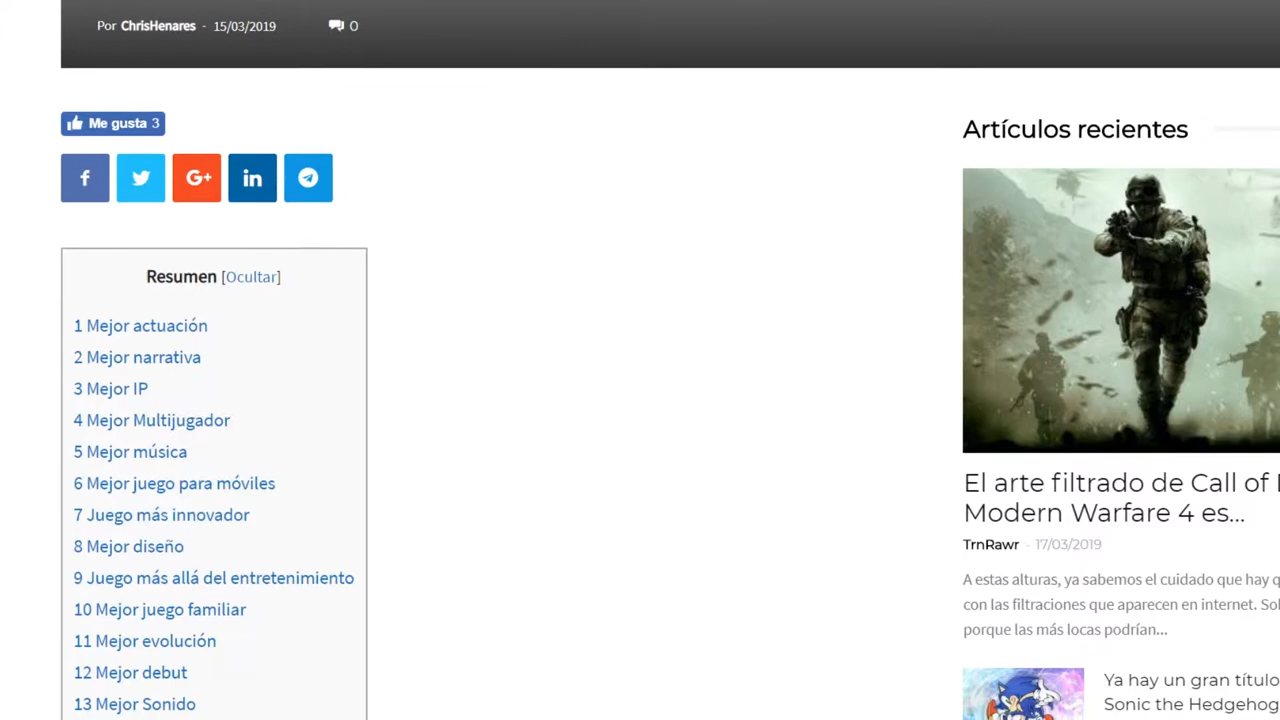 Por ChrisHenares - 15/03/2019 0
Me gusta 3
f G+ in
Resumen [Ocultar]
1 Mejor actuación
2 Mejor narrativa
3 Mejor IP
4 Mejor Multijugador
5 Mejor música
6 Mejor juego para móviles
7 Juego más innovador
8 Mejor diseño
9 Juego más allá del entretenimiento
10 Mejor juego familiar
11 Mejor evolución
12 Mejor debut
13 Mejor Sonido
Artículos recientes
El arte filtrado de Call of
Modern Warfare 4 es...
TrnRawr - 17/03/2019
A estas alturas, ya sabemos el cuidado que hay
con las filtraciones que aparecen en internet.
porque las más locas podrían...
Ya hay un gran título
Sonic the Hedgehog